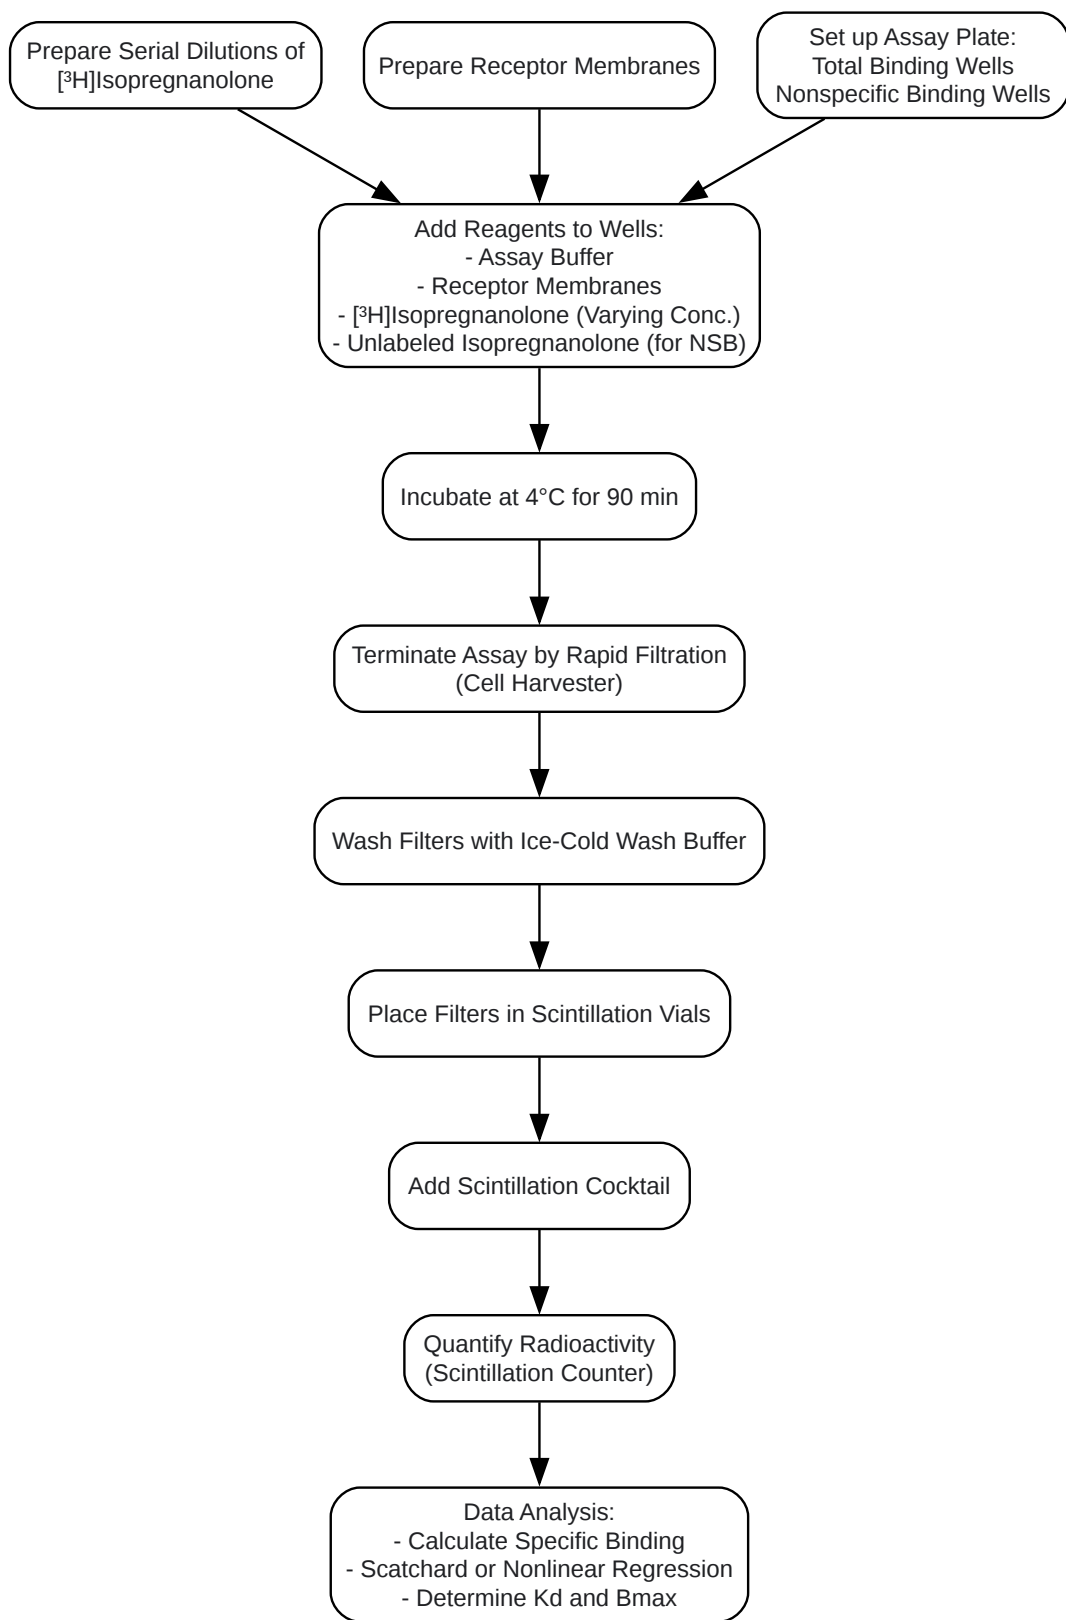 Prepare Serial Dilutions of
[³H]Isopregnanolone
Prepare Receptor Membranes
Set up Assay Plate:
Total Binding Wells
Nonspecific Binding Wells
Add Reagents to Wells:
- Assay Buffer
- Receptor Membranes
- [³H]Isopregnanolone (Varying Conc.)
- Unlabeled Isopregnanolone (for NSB)
Incubate at 4°C for 90 min
Terminate Assay by Rapid Filtration
(Cell Harvester)
Wash Filters with Ice-Cold Wash Buffer
Place Filters in Scintillation Vials
Add Scintillation Cocktail
Quantify Radioactivity
(Scintillation Counter)
Data Analysis:
- Calculate Specific Binding
- Scatchard or Nonlinear Regression
- Determine Kd and Bmax